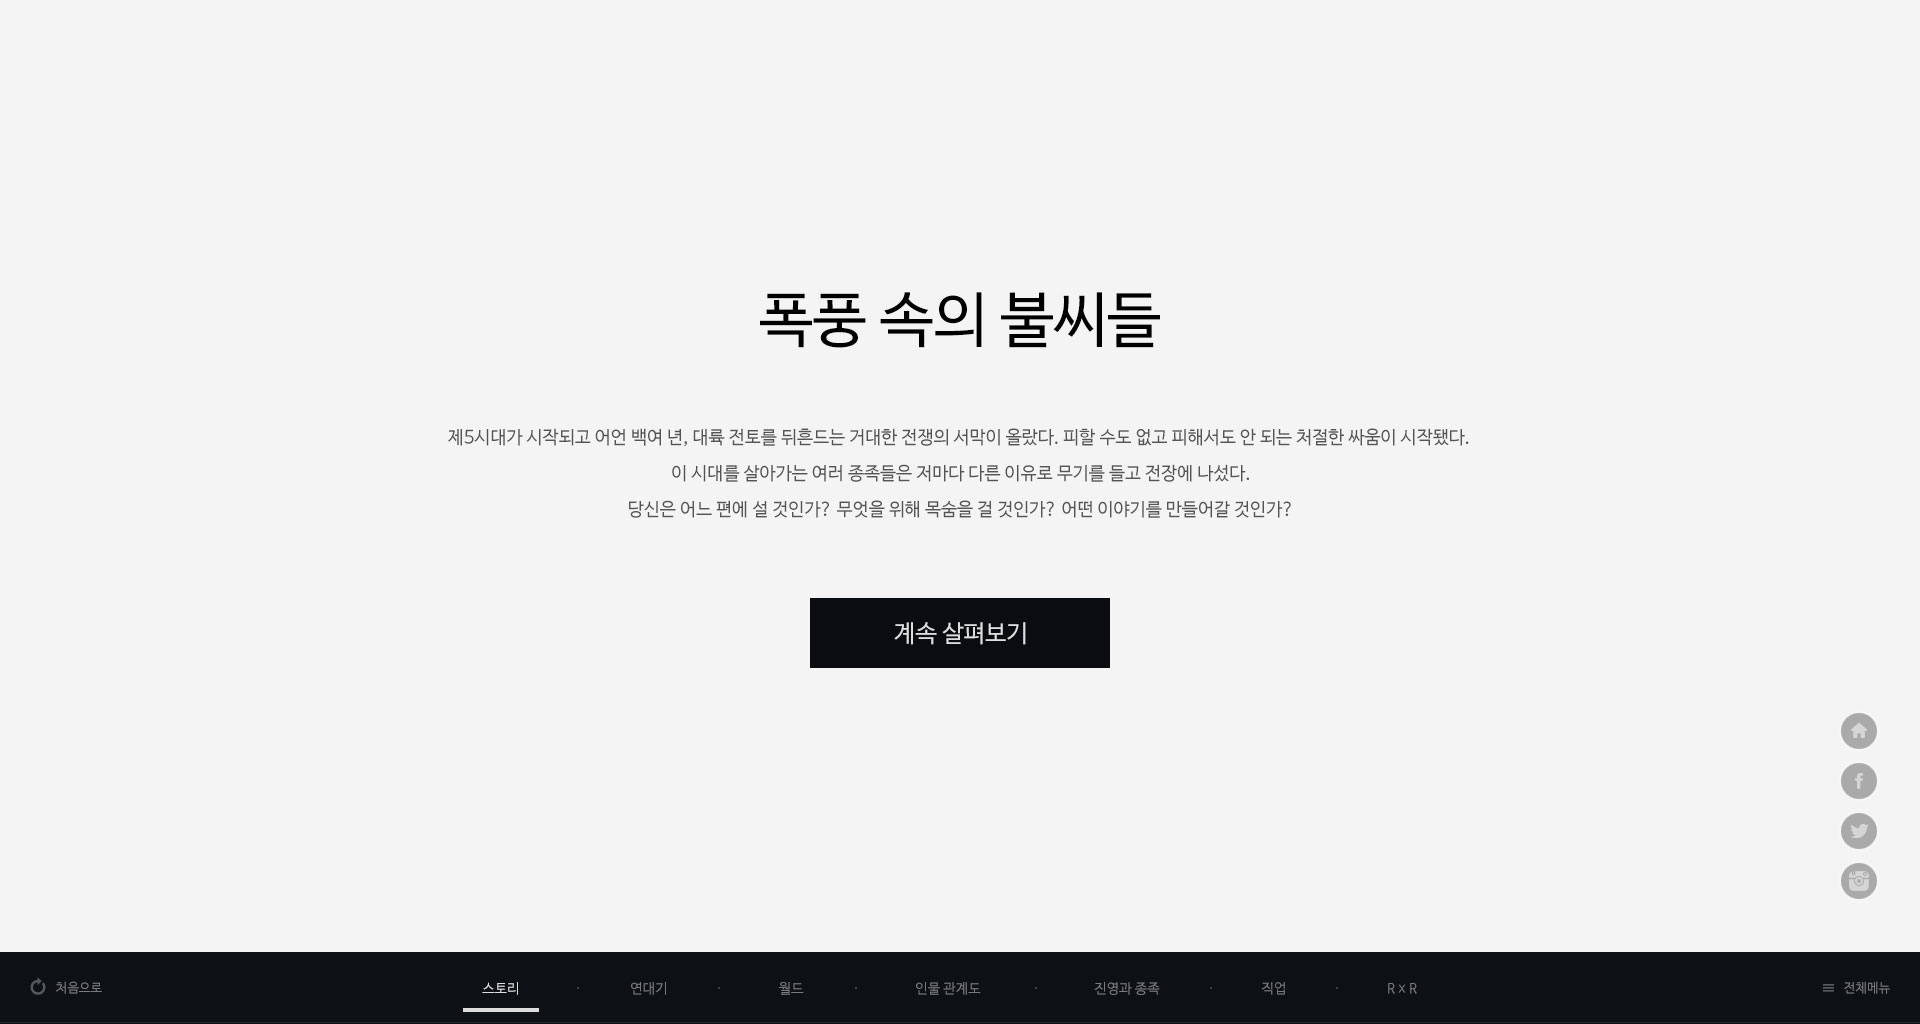 폭풍 속의 불씨들
제5시대가 시작되고 어언 백여 년, 대륙 전토를 뒤흔드는 거대한 전쟁의 서막이 올랐다. 피할 수도 없고 피해서도 안 되는 처절한 싸움이 시작됐다.
이 시대를 살아가는 여러 종족들은 저마다 다른 이유로 무기를 들고 전장에 나섰다.
당신은 어느 편에 설 것인가? 무엇을 위해 목숨을 걸 것인가? 어떤 이야기를 만들어갈 것인가?
계속 살펴보기
처음으로 스토리 · 연대기 · 월드 · 인물 관계도 · 진영과 종족 · 직업 · R x R 전체메뉴